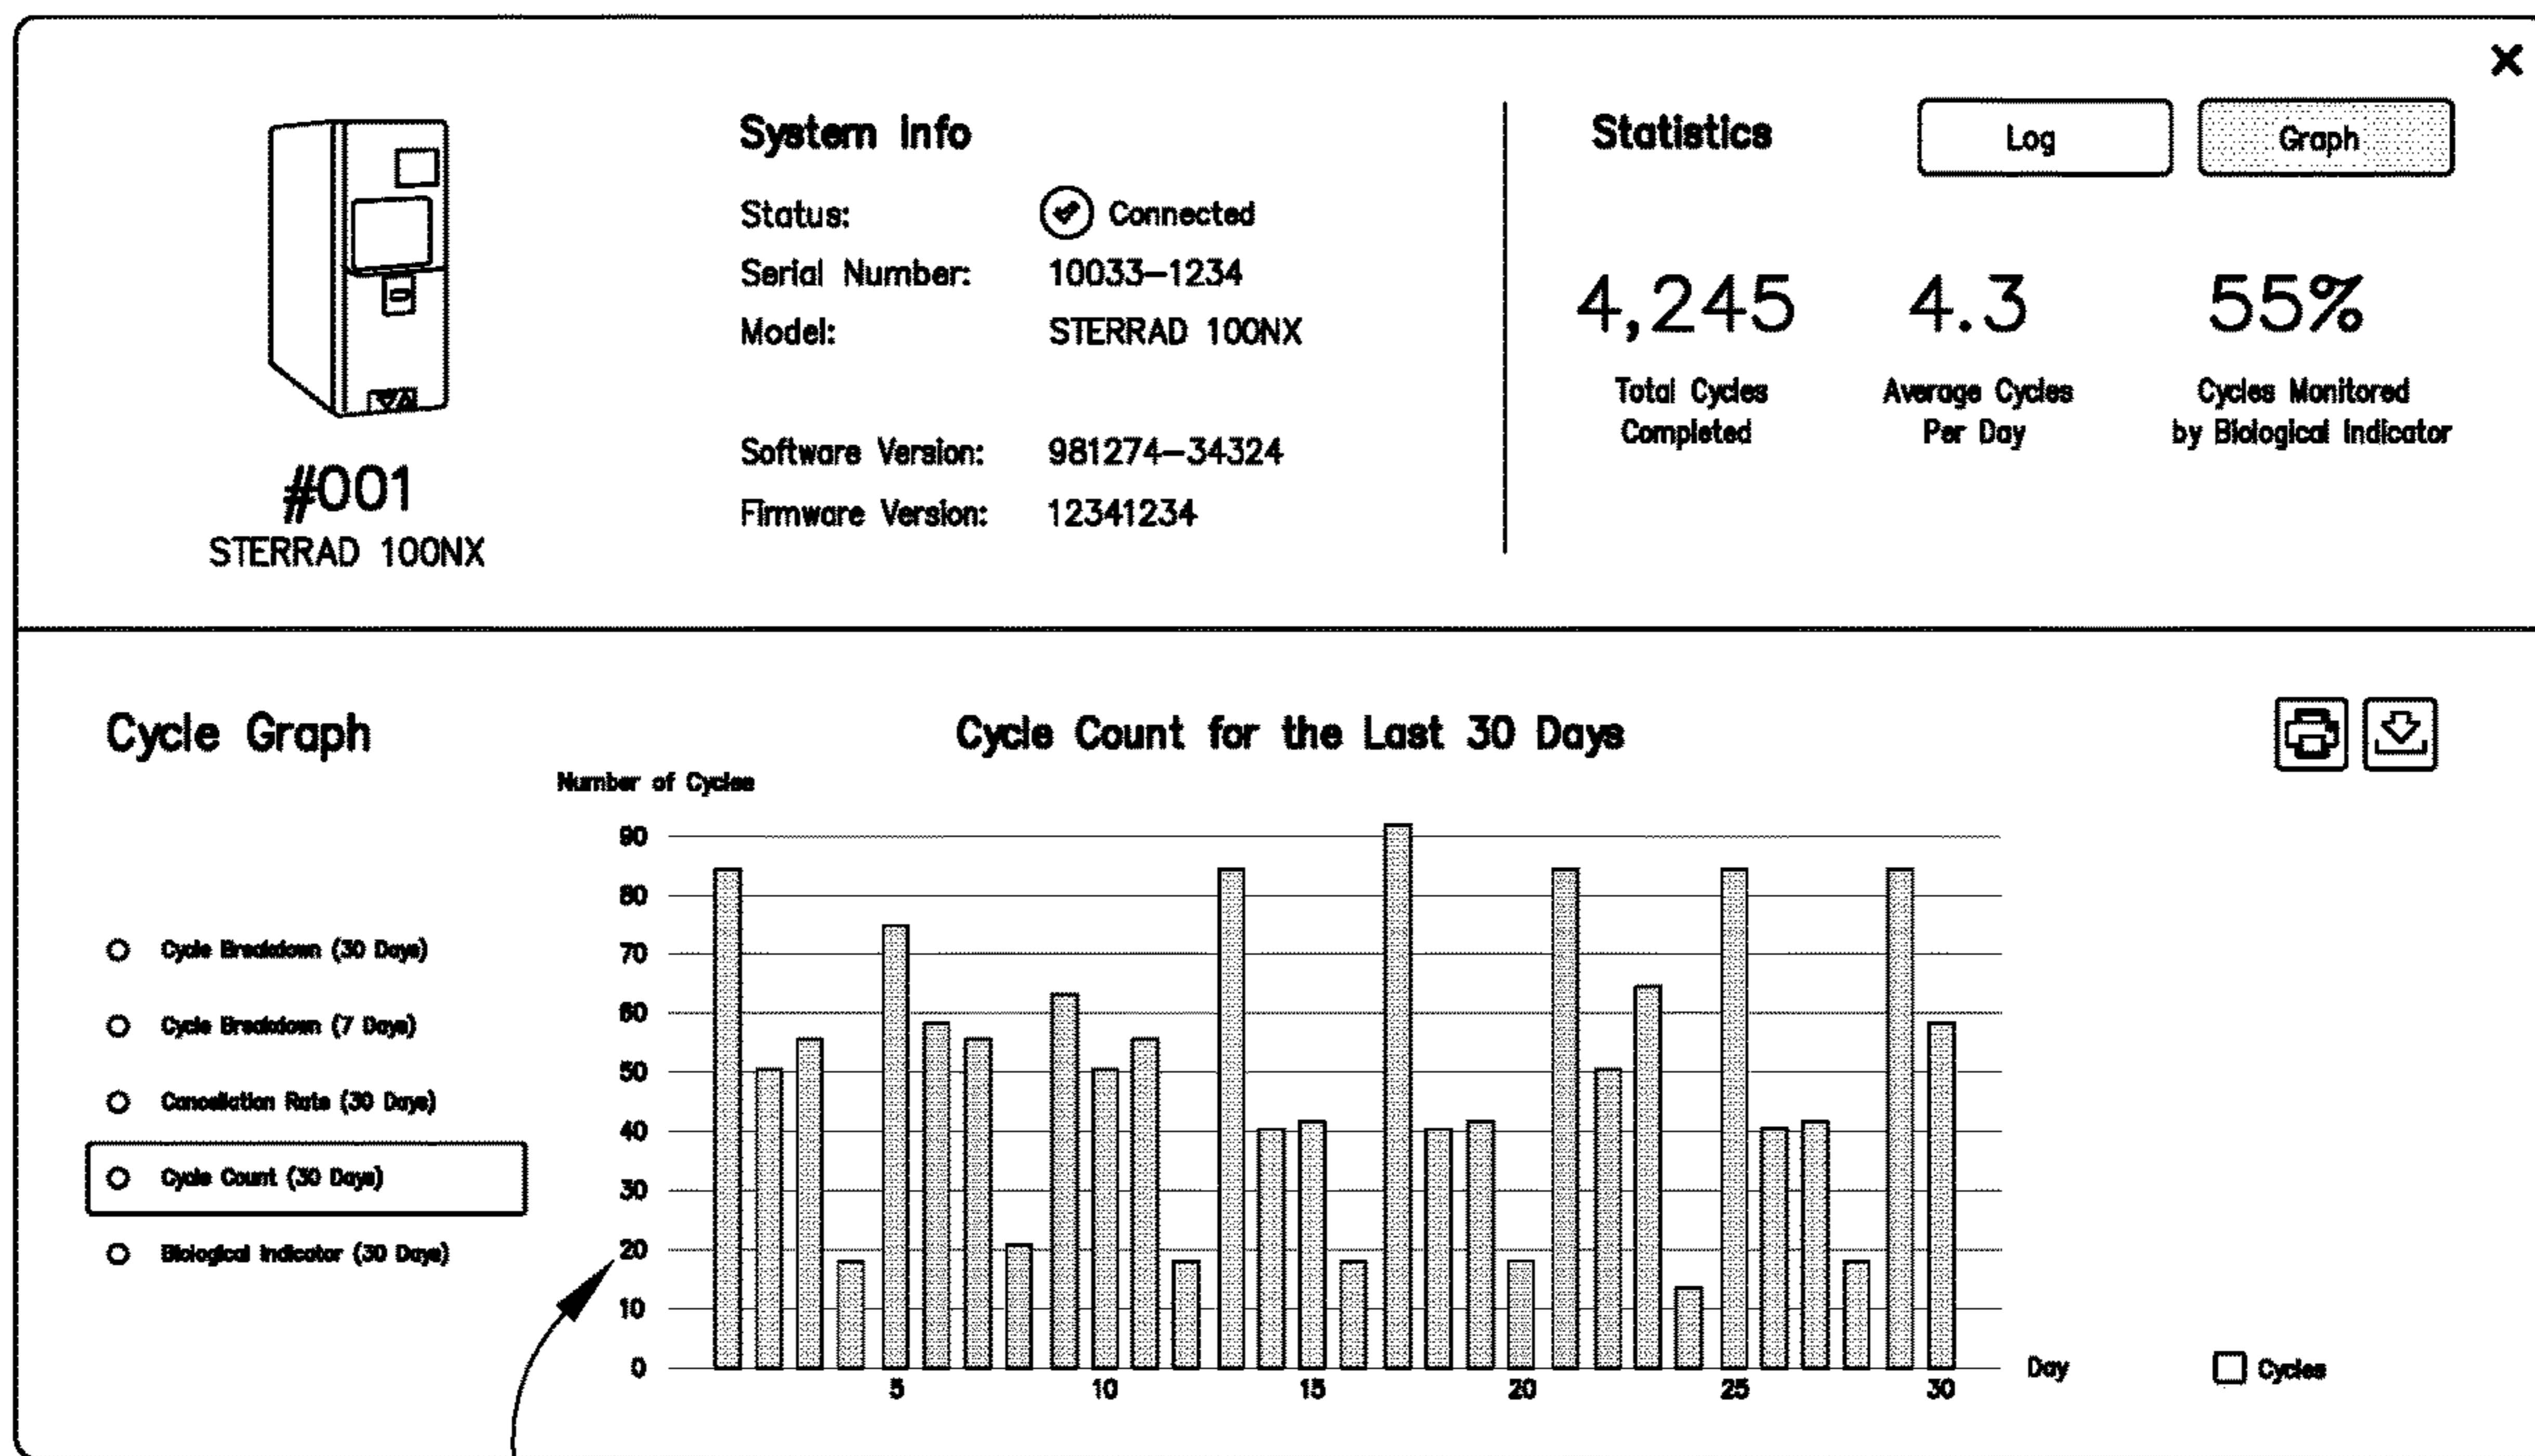 System Info
Status: Connected
Serial Number: 10033-1234
Model: STERRAD 100NX
Software Version: 981274-34324
Firmware Version: 12341234
#001
STERRAD 100NX
Statistics
Log
Graph
4,245
Total Cycles
Completed
4.3
Average Cycles
Per Day
55%
Cycles Monitored
by Biological Indicator
Cycle Graph
Cycle Breakdown (30 Days)
Cycle Breakdown (7 Days)
Cancellation Rate (30 Days)
Cycle Count (30 Days)
Biological Indicator (30 Days)
Cycle Count for the Last 30 Days
Number of Cycles
90
80
70
60
50
40
30
20
10
0
5 10 15 20 25 30
Day
Cycles